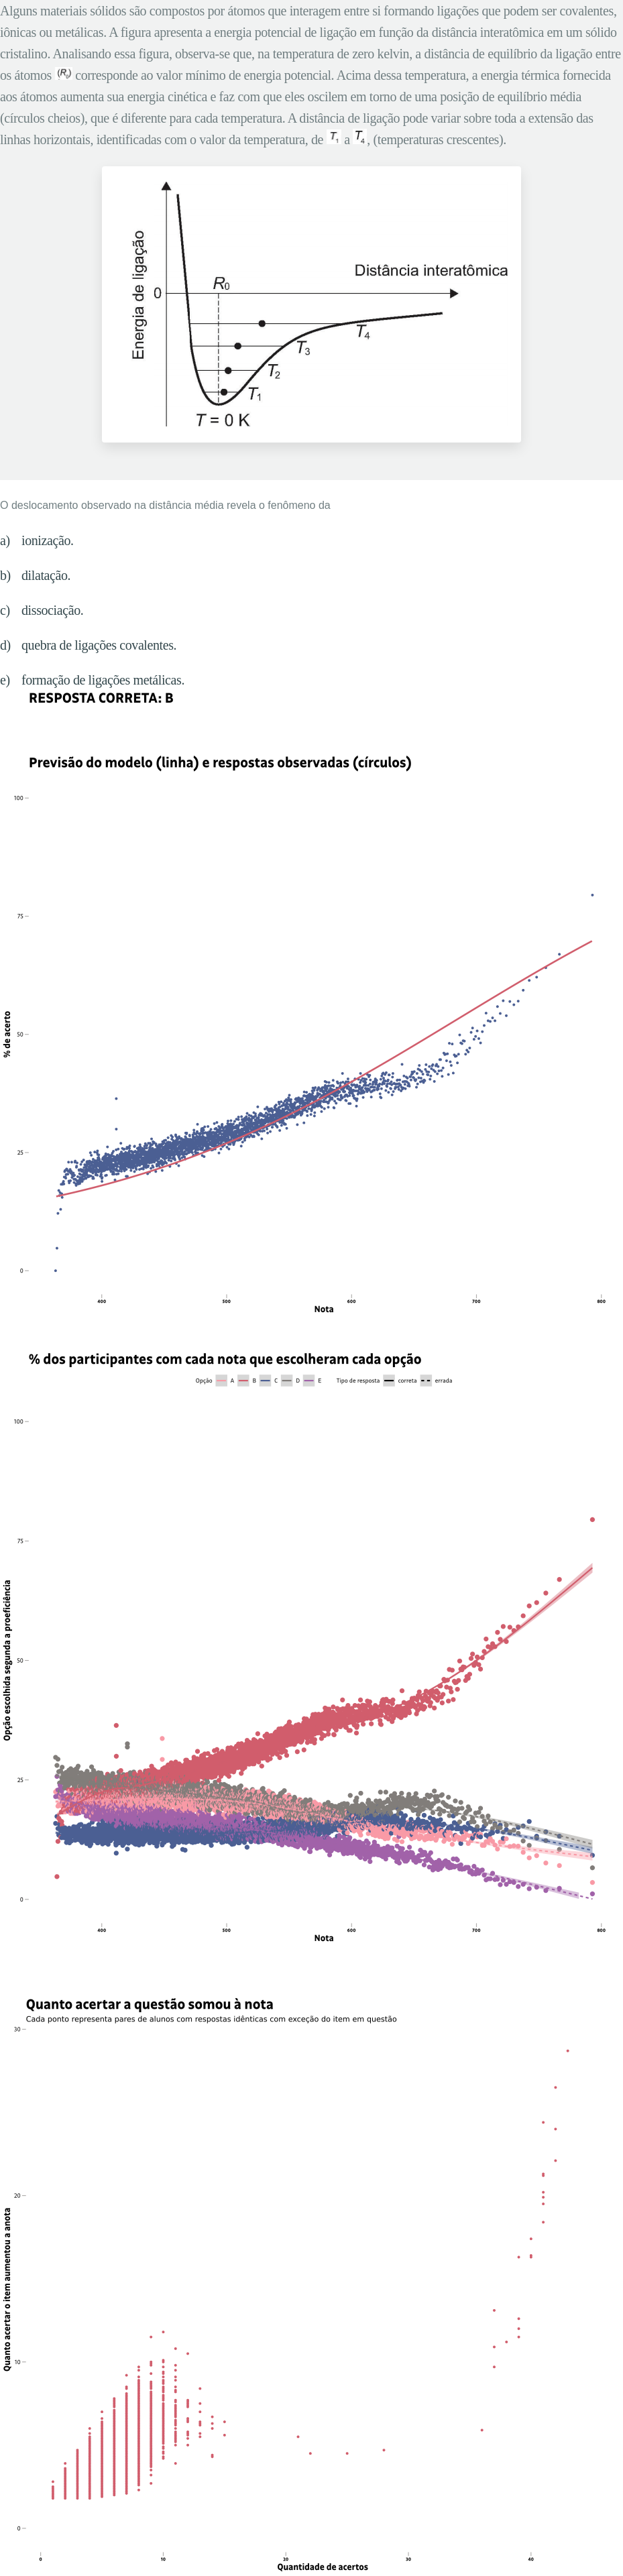 Alguns materiais sólidos são compostos por átomos que interagem entre si formando ligações que podem ser covalentes,
iônicas ou metálicas. A figura apresenta a energia potencial de ligação em função da distância interatômica em um sólido
cristalino. Analisando essa figura, observa-se que, na temperatura de zero kelvin, a distância de equilíbrio da ligação entre
os átomos (R₀) corresponde ao valor mínimo de energia potencial. Acima dessa temperatura, a energia térmica fornecida
aos átomos aumenta sua energia cinética e faz com que eles oscilem em torno de uma posição de equilíbrio média
(círculos cheios), que é diferente para cada temperatura. A distância de ligação pode variar sobre toda a extensão das
linhas horizontais, identificadas com o valor da temperatura, de T₁ a T₄, (temperaturas crescentes).
Energia de ligação
Distância interatômica
R₀
0
T₄
T₃
T₂
T₁
T = 0 K
O deslocamento observado na distância média revela o fenômeno da
a) ionização.
b) dilatação.
c) dissociação.
d) quebra de ligações covalentes.
e) formação de ligações metálicas.
RESPOSTA CORRETA: B
Previsão do modelo (linha) e respostas observadas (círculos)
100
75
50
25
0
% de acerto
400 500 600 700 800
Nota
% dos participantes com cada nota que escolheram cada opção
Opção A B C D E Tipo de resposta correta errada
100
75
50
25
0
Opção escolhida segunda a proeficiência
400 500 600 700 800
Nota
Quanto acertar a questão somou à nota
Cada ponto representa pares de alunos com respostas idênticas com exceção do item em questão
30
20
10
0
Quanto acertar o item aumentou a anota
0 10 20 30 40
Quantidade de acertos